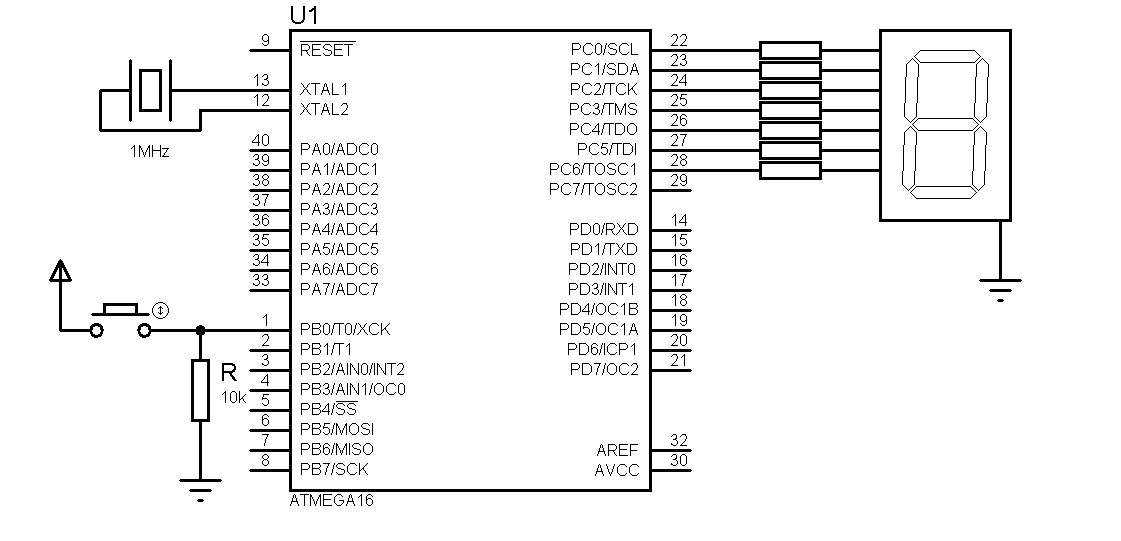 U1
9 RESET
13 XTAL1
12 XTAL2
1MHz
40 PA0/ADC0
39 PA1/ADC1
38 PA2/ADC2
37 PA3/ADC3
36 PA4/ADC4
35 PA5/ADC5
34 PA6/ADC6
33 PA7/ADC7
1 PB0/T0/XCK
2 PB1/T1
3 PB2/AIN0/INT2
4 PB3/AIN1/OC0
5 PB4/SS
6 PB5/MOSI
7 PB6/MISO
8 PB7/SCK
R
10k
PC0/SCL 22
PC1/SDA 23
PC2/TCK 24
PC3/TMS 25
PC4/TDO 26
PC5/TDI 27
PC6/TOSC1 28
PC7/TOSC2 29
PD0/RXD 14
PD1/TXD 15
PD2/INT0 16
PD3/INT1 17
PD4/OC1B 18
PD5/OC1A 19
PD6/ICP1 20
PD7/OC2 21
AREF 32
AVCC 30
ATMEGA16